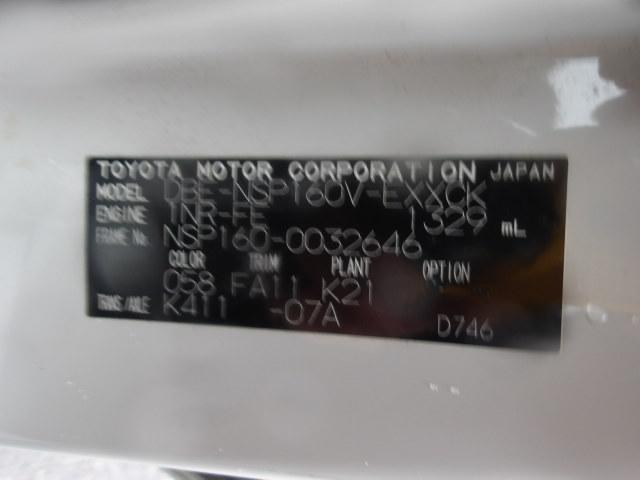 TOYOTA MOTOR CORPORATION JAPAN
MODEL DBE-NSP160V-EXXCK
ENGINE 1NR-FE 1329 mL
FRAME No. NSP160-0032646
COLOR TRIM PLANT OPTION
058 FA11 K21
TRANS/AXLE K411 -07A D746